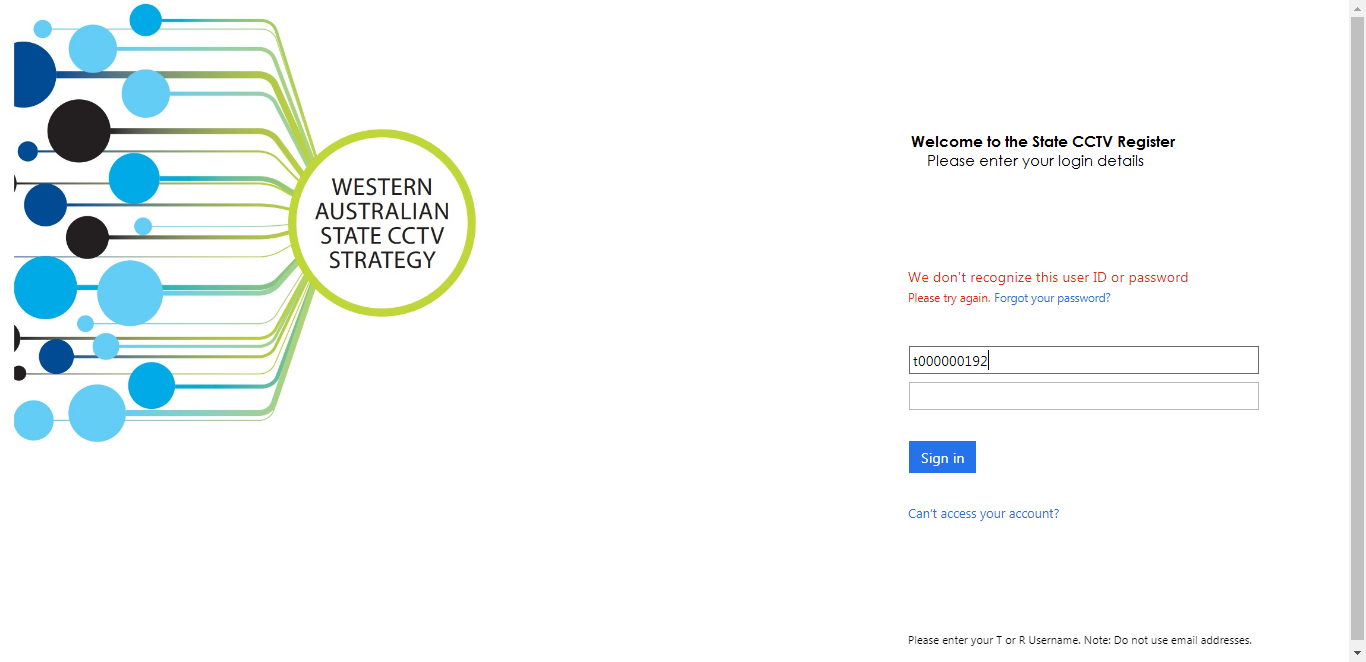 WESTERN
AUSTRALIAN
STATE CCTV
STRATEGY
Welcome to the State CCTV Register
Please enter your login details
We don't recognize this user ID or password
Please try again. Forgot your password?
t000000192
Sign in
Can't access your account?
Please enter your T or R Username. Note: Do not use email addresses.